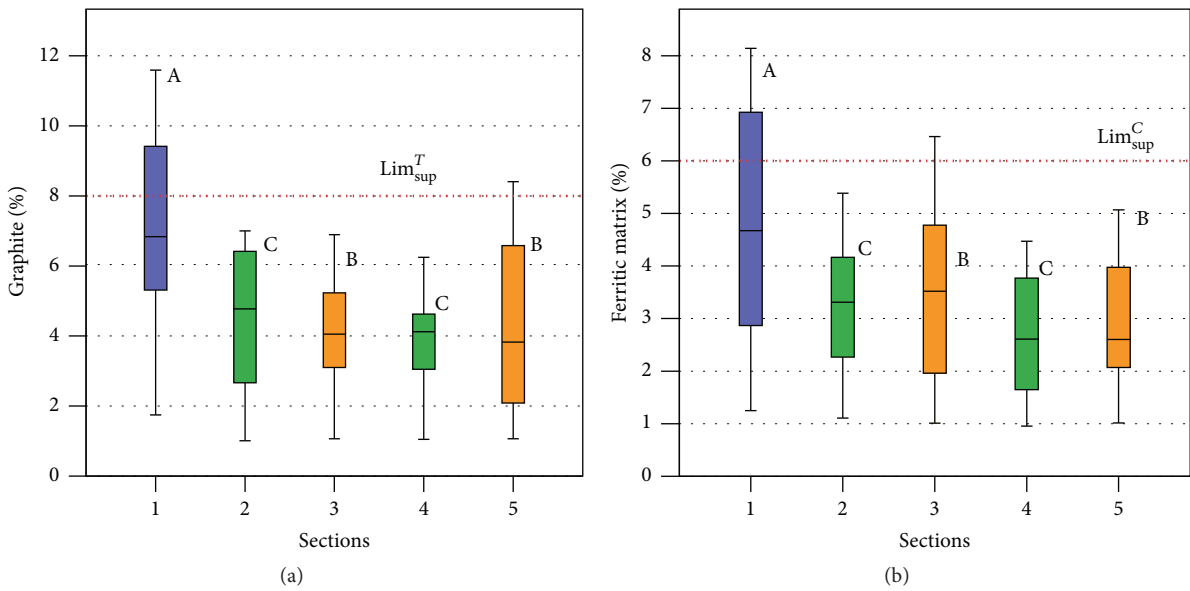 Graphite (%)
12
10
8
6
4
2
0
A
C
B
C
B
Lim^T_sup
1 2 3 4 5
Sections
(a)
Ferritic matrix (%)
8
7
6
5
4
3
2
1
0
A
C
B
C
B
Lim^C_sup
1 2 3 4 5
Sections
(b)